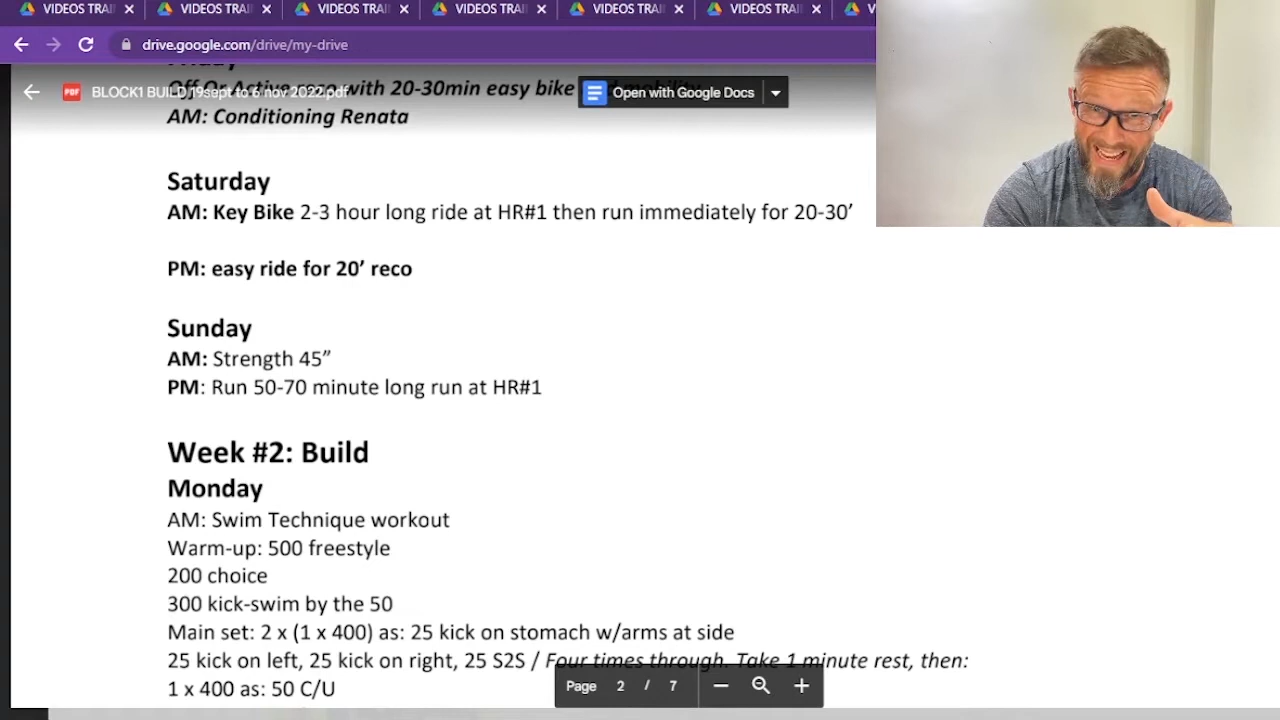 VIDEOS TRAI VIDEOS TRAI VIDEOS TRAI VIDEOS TRAI VIDEOS TRAI VIDEOS TRAI
drive.google.com/drive/my-drive
Friday
Off Or Active reco with 20-30min easy bike
PDF BLOCK1 BUILD 19sept to 6 nov 2022.pdf Open with Google Docs
AM: Conditioning Renata
Saturday
AM: Key Bike 2-3 hour long ride at HR#1 then run immediately for 20-30’
PM: easy ride for 20’ reco
Sunday
AM: Strength 45”
PM: Run 50-70 minute long run at HR#1
Week #2: Build
Monday
AM: Swim Technique workout
Warm-up: 500 freestyle
200 choice
300 kick-swim by the 50
Main set: 2 x (1 x 400) as: 25 kick on stomach w/arms at side
25 kick on left, 25 kick on right, 25 S2S / Four times through. Take 1 minute rest, then:
1 x 400 as: 50 C/U
Page 2 / 7